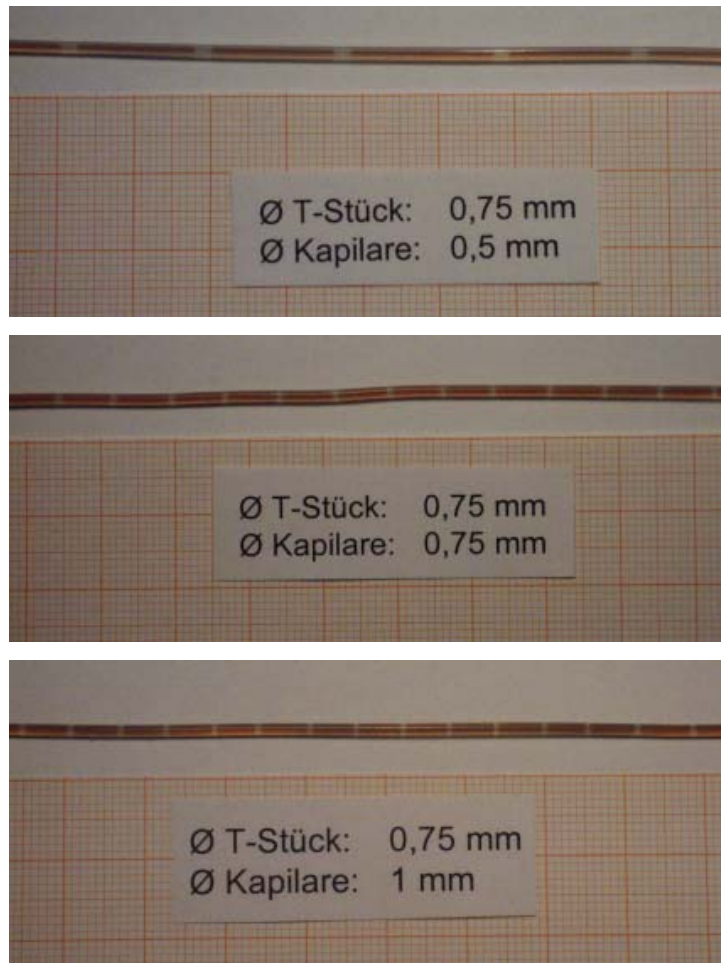 Ø T-Stück: 0,75 mm
Ø Kapilare: 0,5 mm
Ø T-Stück: 0,75 mm
Ø Kapilare: 0,75 mm
Ø T-Stück: 0,75 mm
Ø Kapilare: 1 mm